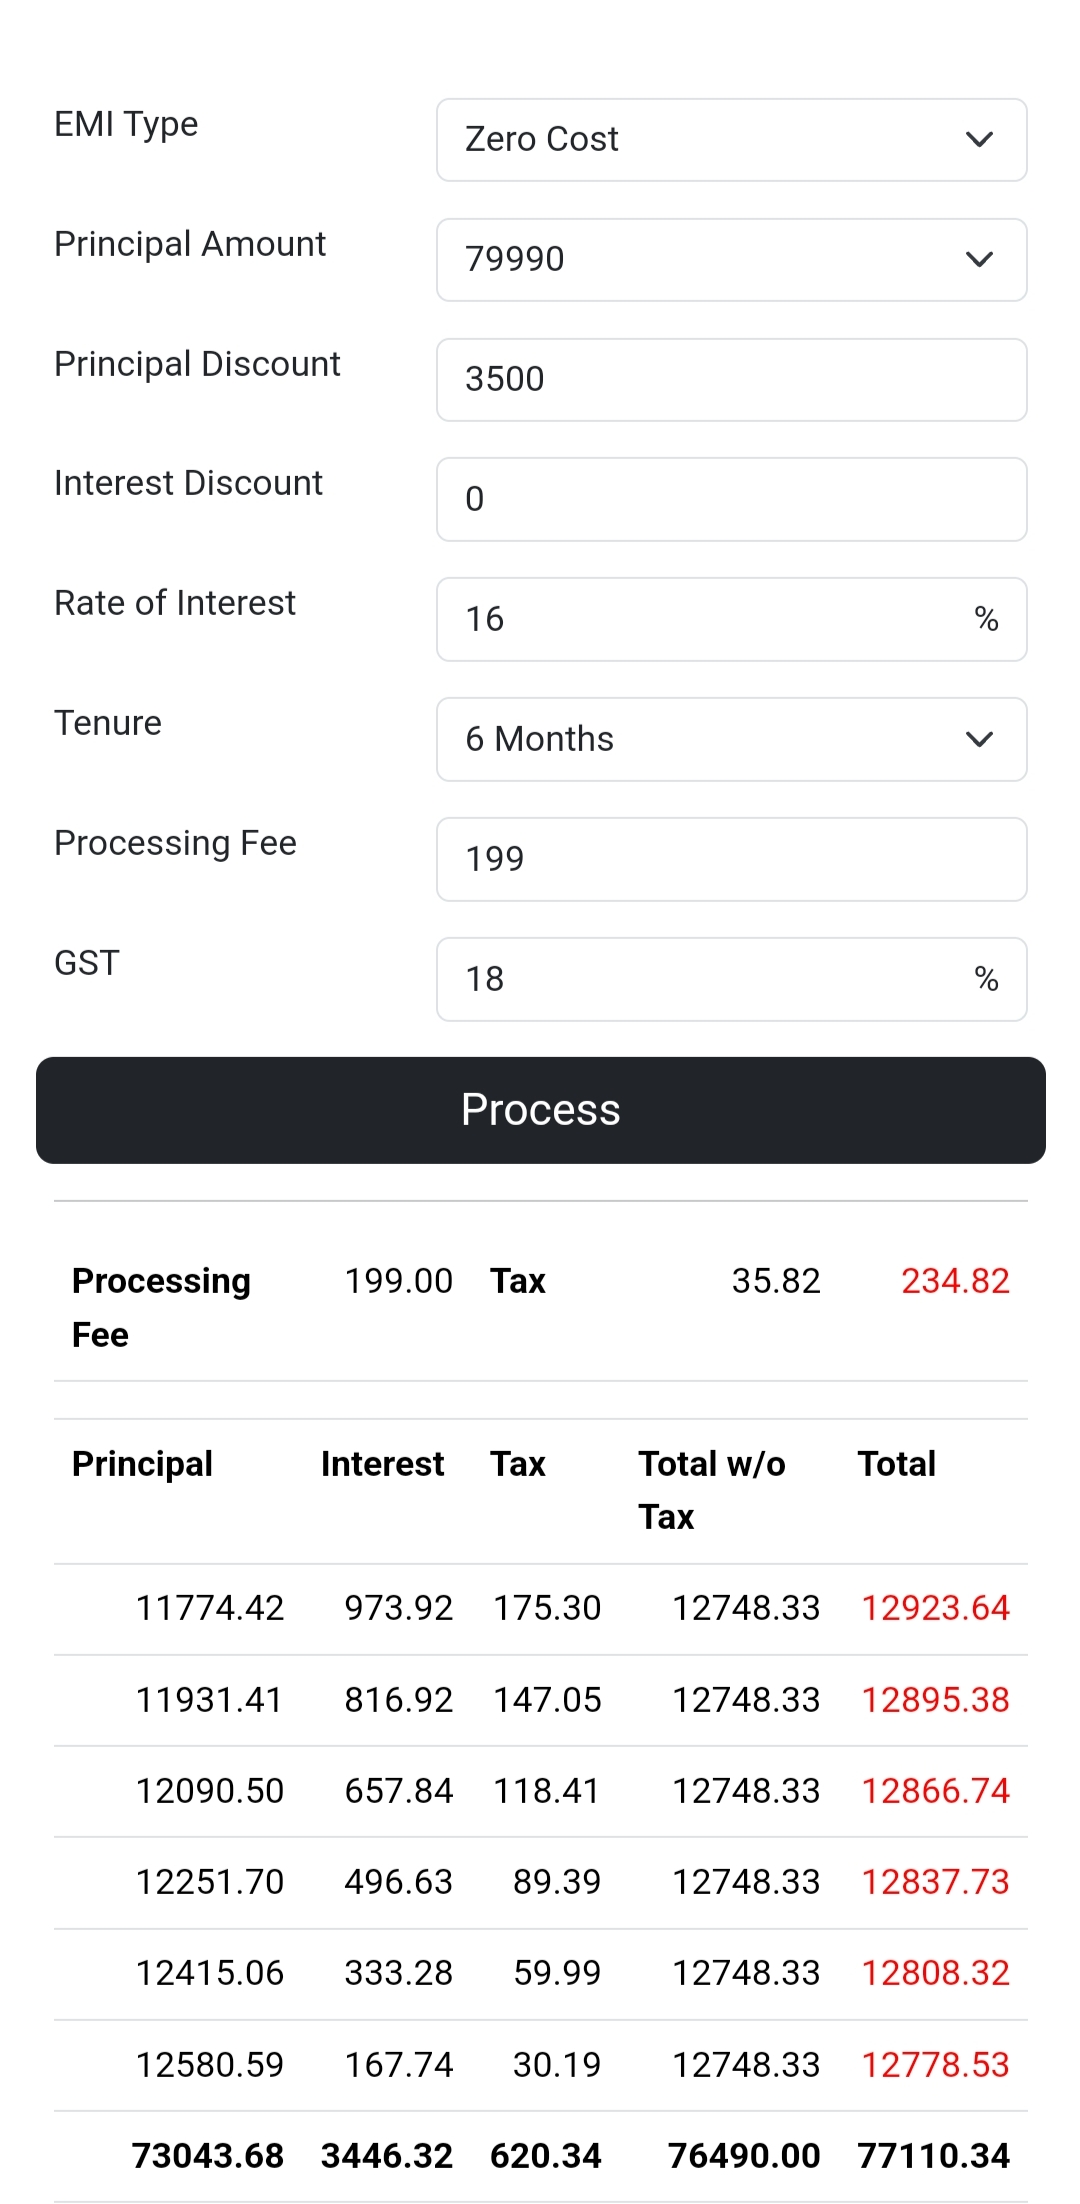 EMI Type Zero Cost
Principal Amount 79990
Principal Discount 3500
Interest Discount 0
Rate of Interest 16 %
Tenure 6 Months
Processing Fee 199
GST 18 %
Process
Processing Fee 199.00 Tax 35.82 234.82
Principal Interest Tax Total w/o Tax Total
11774.42 973.92 175.30 12748.33 12923.64
11931.41 816.92 147.05 12748.33 12895.38
12090.50 657.84 118.41 12748.33 12866.74
12251.70 496.63 89.39 12748.33 12837.73
12415.06 333.28 59.99 12748.33 12808.32
12580.59 167.74 30.19 12748.33 12778.53
73043.68 3446.32 620.34 76490.00 77110.34